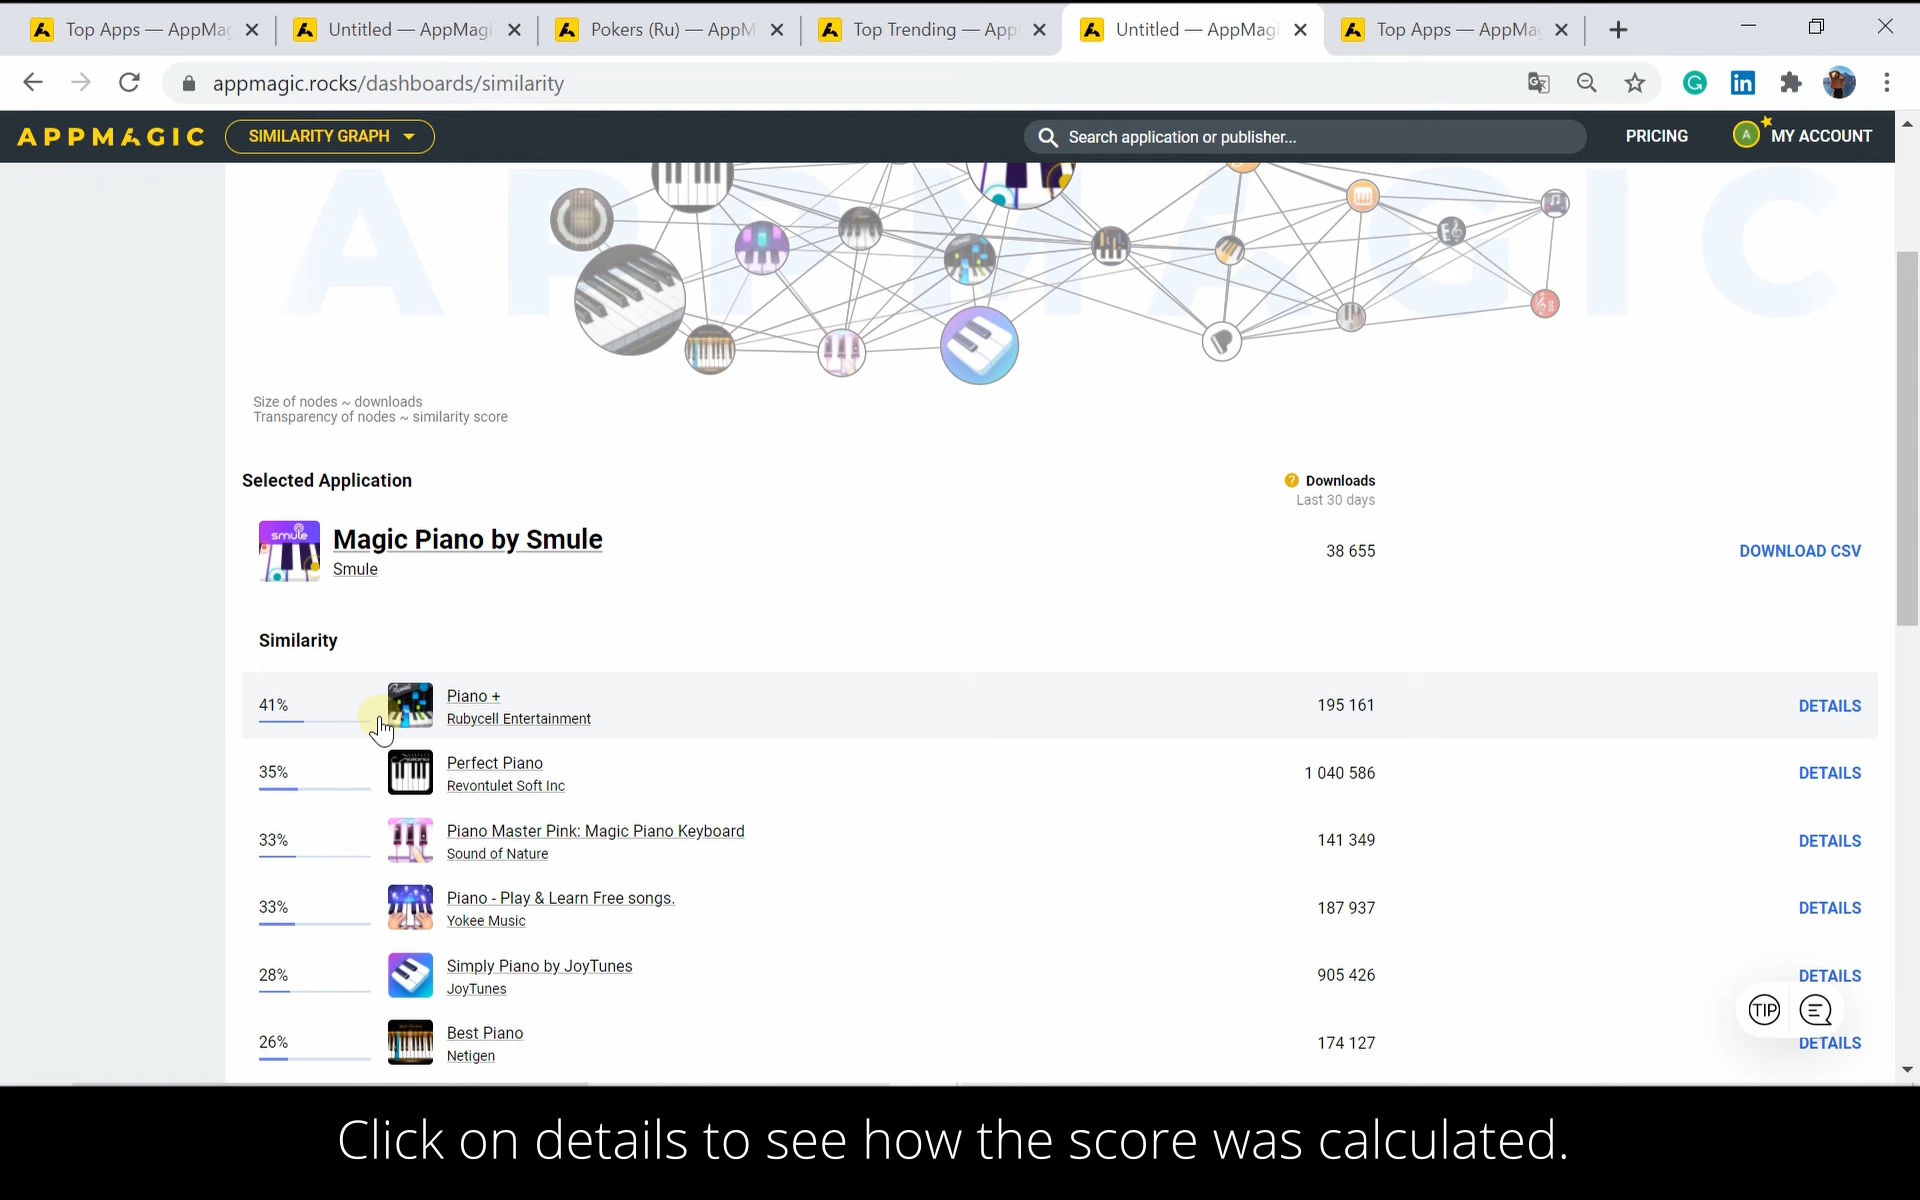 Top Apps — AppMag
Untitled — AppMagi
Pokers (Ru) — AppM
Top Trending — App
Untitled — AppMagi
Top Apps — AppMag
appmagic.rocks/dashboards/similarity
APPMAGIC
SIMILARITY GRAPH
Search application or publisher...
PRICING
A
MY ACCOUNT
APPMAGIC
Size of nodes ~ downloads
Transparency of nodes ~ similarity score
Selected Application
? Downloads
Last 30 days
smule
Magic Piano by Smule
Smule
38 655
DOWNLOAD CSV
Similarity
41%
Piano +
Rubycell Entertainment
195 161
DETAILS
35%
Perfect Piano
Revontulet Soft Inc
1 040 586
DETAILS
33%
Piano Master Pink: Magic Piano Keyboard
Sound of Nature
141 349
DETAILS
33%
Piano - Play & Learn Free songs.
Yokee Music
187 937
DETAILS
28%
Simply Piano by JoyTunes
JoyTunes
905 426
DETAILS
TIP
26%
Best Piano
Netigen
174 127
DETAILS
Click on details to see how the score was calculated.